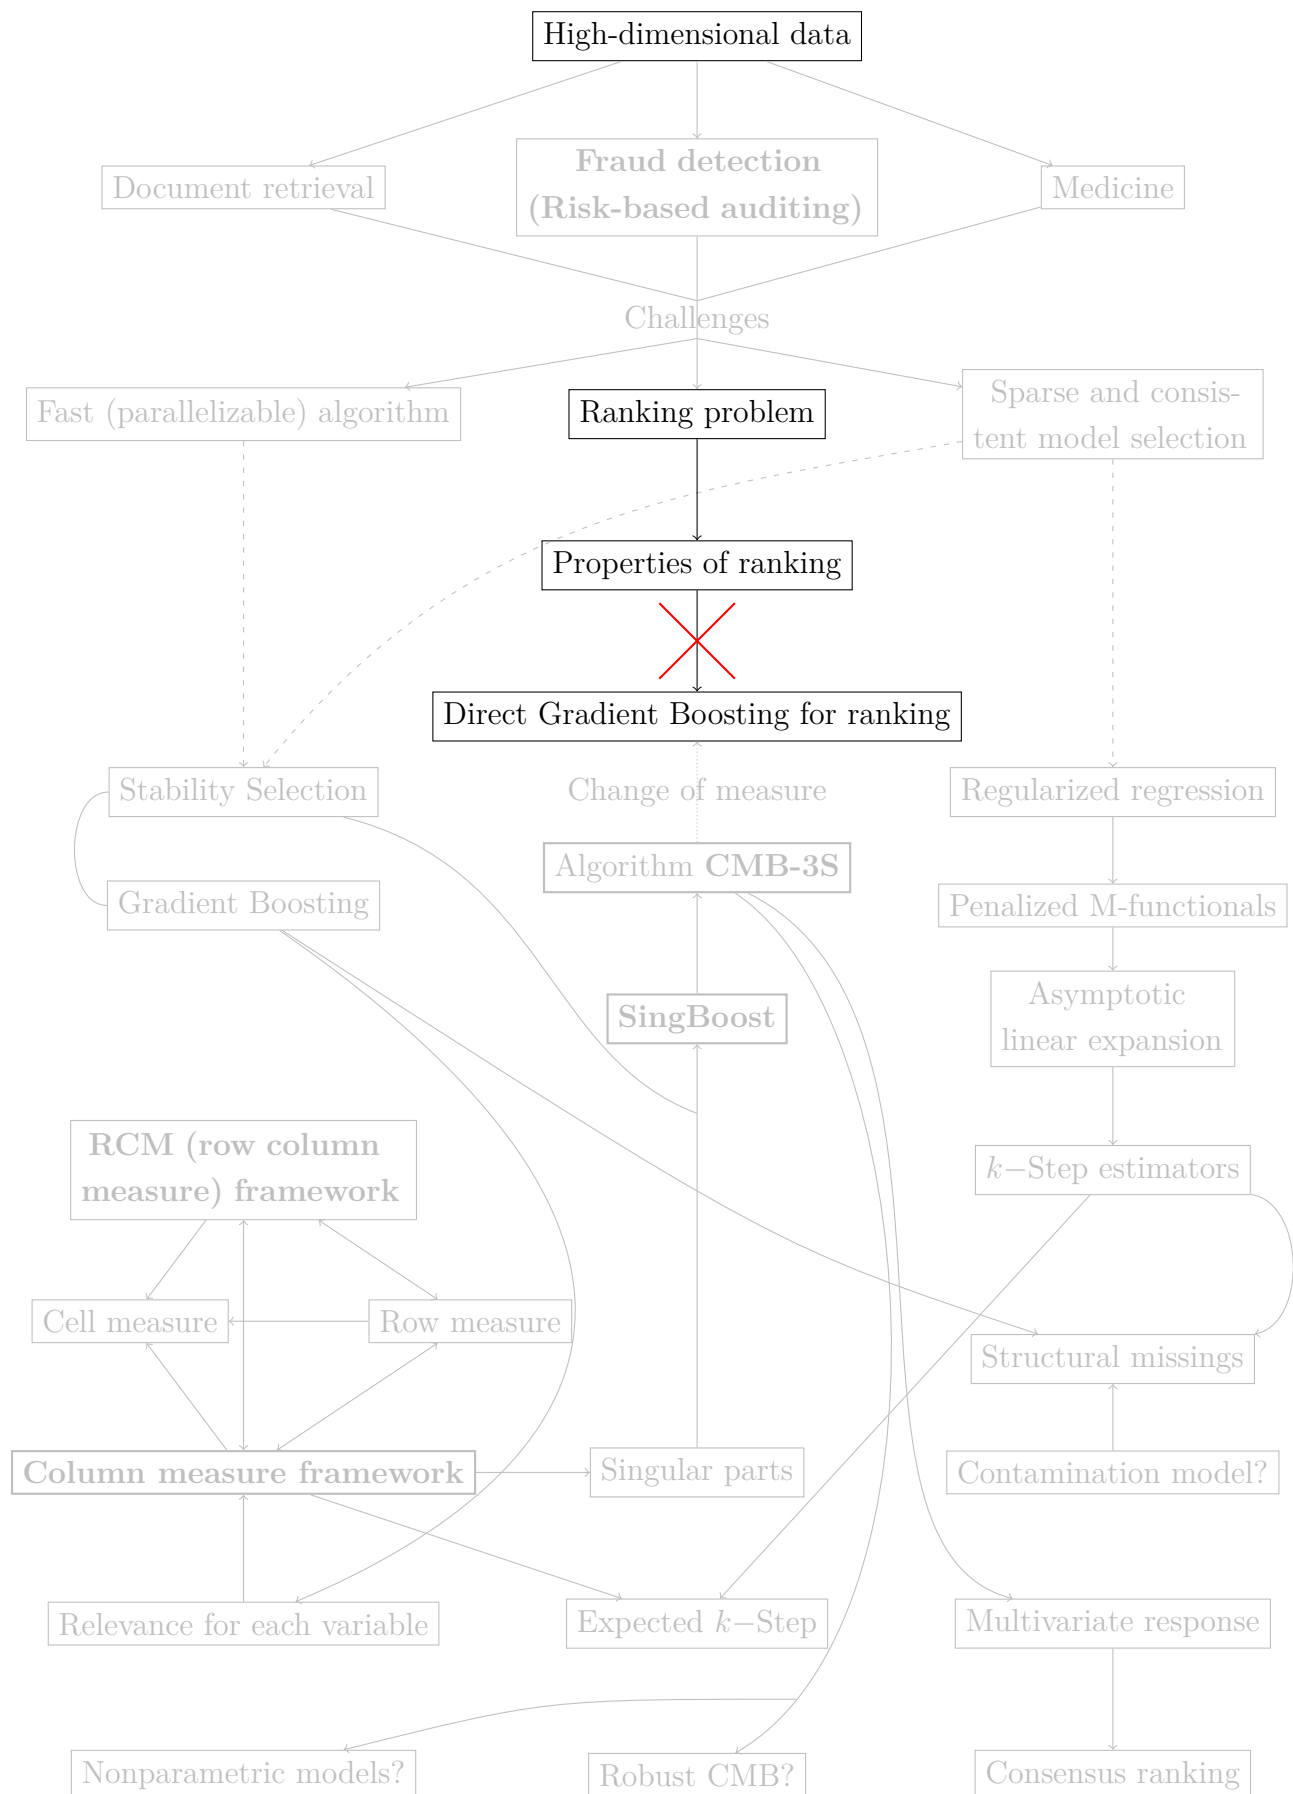 High-dimensional data
Document retrieval
Fraud detection
(Risk-based auditing)
Medicine
Challenges
Fast (parallelizable) algorithm
Ranking problem
Sparse and consis-
tent model selection
Properties of ranking
Direct Gradient Boosting for ranking
Stability Selection
Change of measure
Regularized regression
Algorithm CMB-3S
Gradient Boosting
Penalized M-functionals
SingBoost
Asymptotic
linear expansion
RCM (row column
measure) framework
k−Step estimators
Cell measure
Row measure
Structural missings
Column measure framework
Singular parts
Contamination model?
Relevance for each variable
Expected k−Step
Multivariate response
Nonparametric models?
Robust CMB?
Consensus ranking